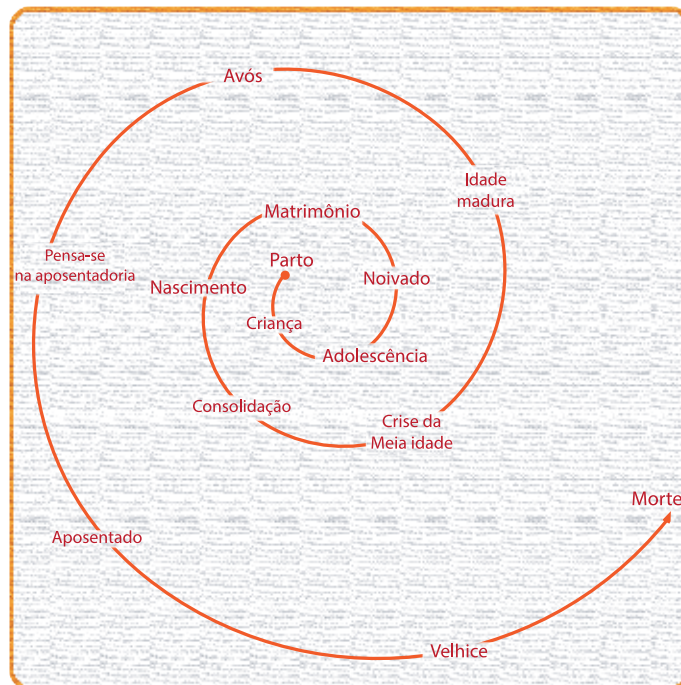 Avós
Idade
madura
Matrimônio
Pensa-se
na aposentadoria
Parto
Nascimento
Noivado
Criança
Adolescência
Consolidação
Crise da
Meia idade
Morte
Aposentado
Velhice